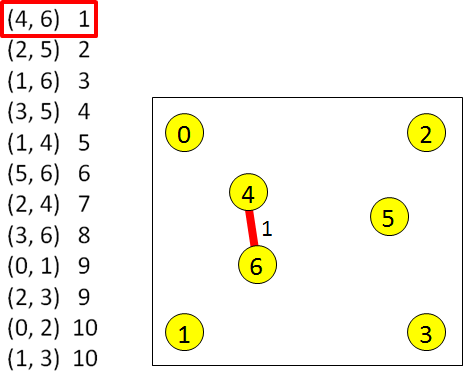 (4, 6) 1
(2, 5) 2
(1, 6) 3
(3, 5) 4
(1, 4) 5
(5, 6) 6
(2, 4) 7
(3, 6) 8
(0, 1) 9
(2, 3) 9
(0, 2) 10
(1, 3) 10
0 2
4
5
1
6
1 3